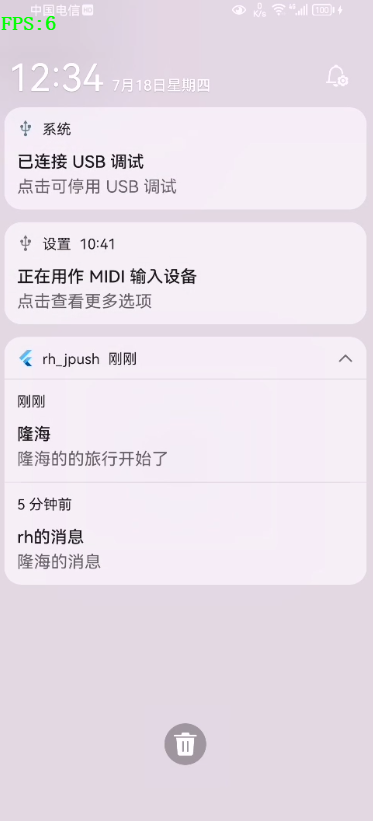 中国电信 HD
FPS:6
0 K/s 4G 100
12:34 7月18日星期四
系统
已连接 USB 调试
点击可停用 USB 调试
设置 10:41
正在用作 MIDI 输入设备
点击查看更多选项
rh_jpush 刚刚
刚刚
隆海
隆海的的旅行开始了
5 分钟前
rh的消息
隆海的消息